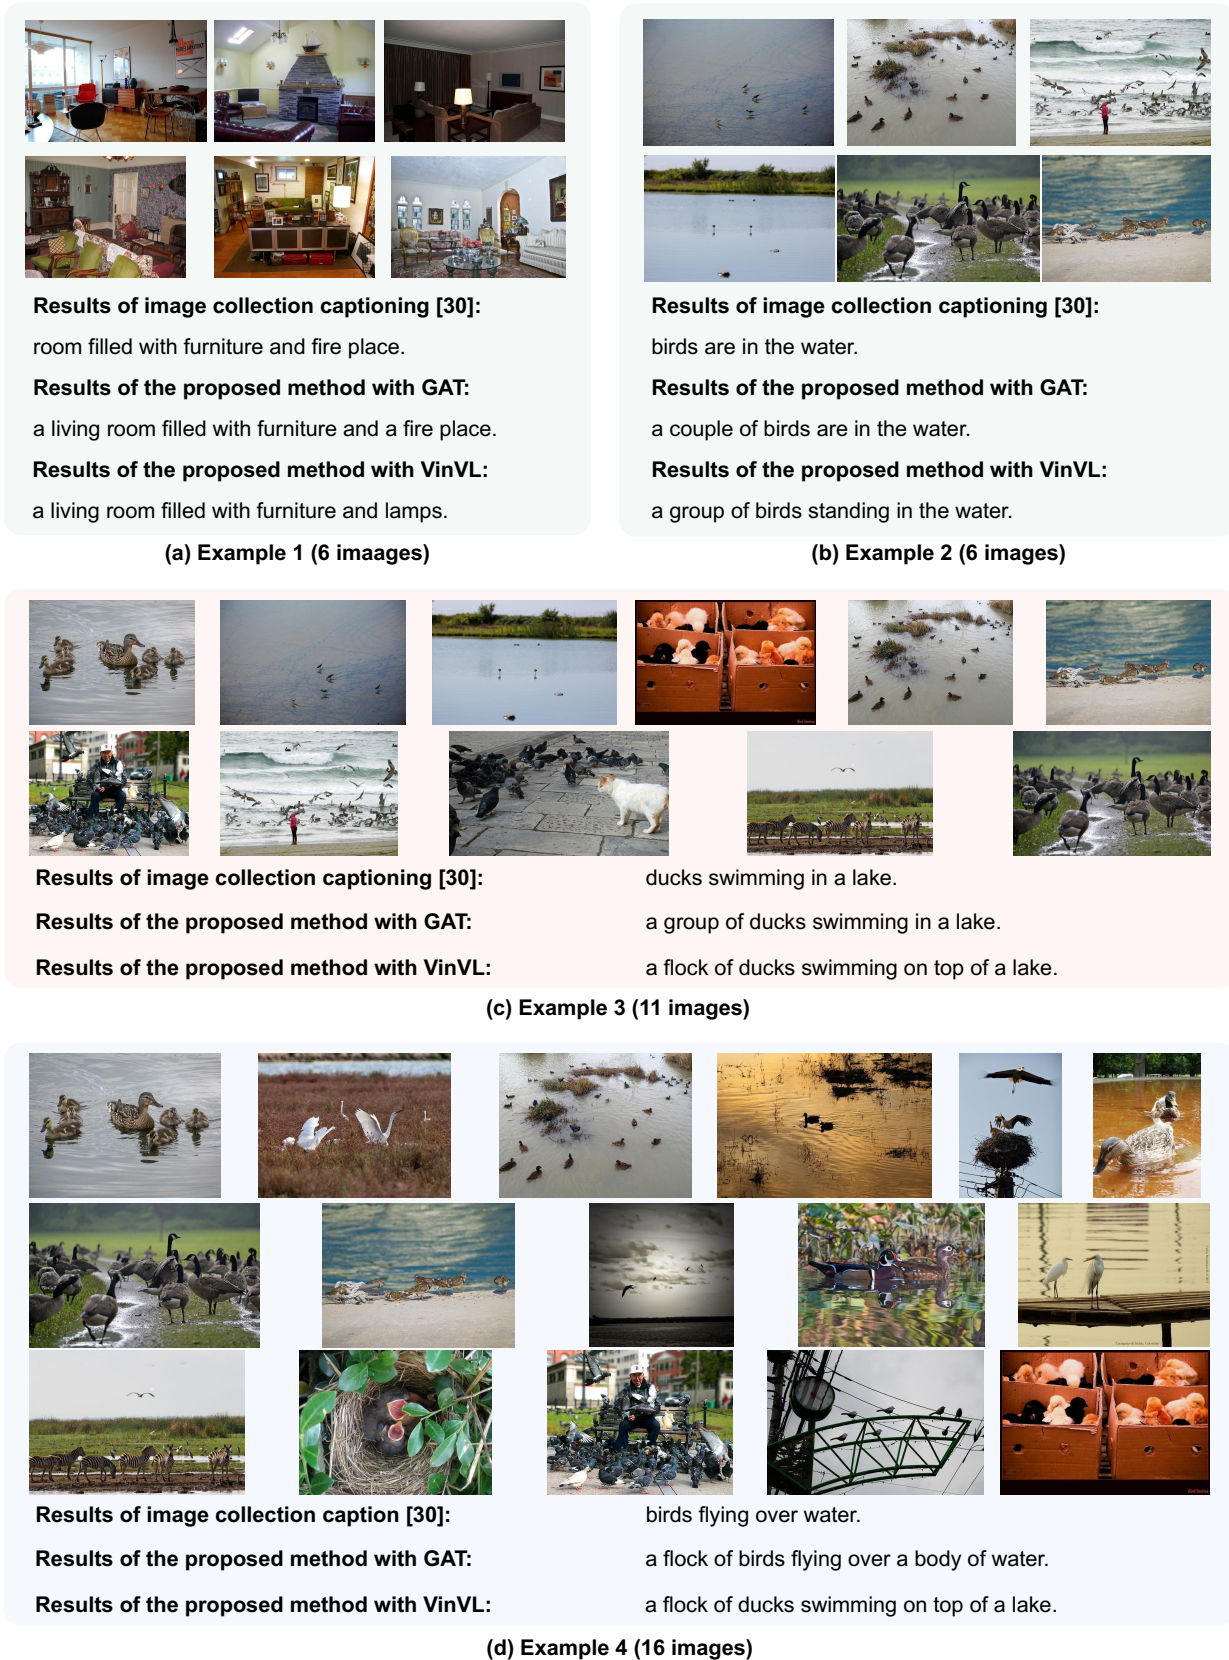 Results of image collection captioning [30]:
room filled with furniture and fire place.
Results of the proposed method with GAT:
a living room filled with furniture and a fire place.
Results of the proposed method with VinVL:
a living room filled with furniture and lamps.
(a) Example 1 (6 imaages)
Results of image collection captioning [30]:
birds are in the water.
Results of the proposed method with GAT:
a couple of birds are in the water.
Results of the proposed method with VinVL:
a group of birds standing in the water.
(b) Example 2 (6 images)
Results of image collection captioning [30]: ducks swimming in a lake.
Results of the proposed method with GAT: a group of ducks swimming in a lake.
Results of the proposed method with VinVL: a flock of ducks swimming on top of a lake.
(c) Example 3 (11 images)
Results of image collection caption [30]: birds flying over water.
Results of the proposed method with GAT: a flock of birds flying over a body of water.
Results of the proposed method with VinVL: a flock of ducks swimming on top of a lake.
(d) Example 4 (16 images)